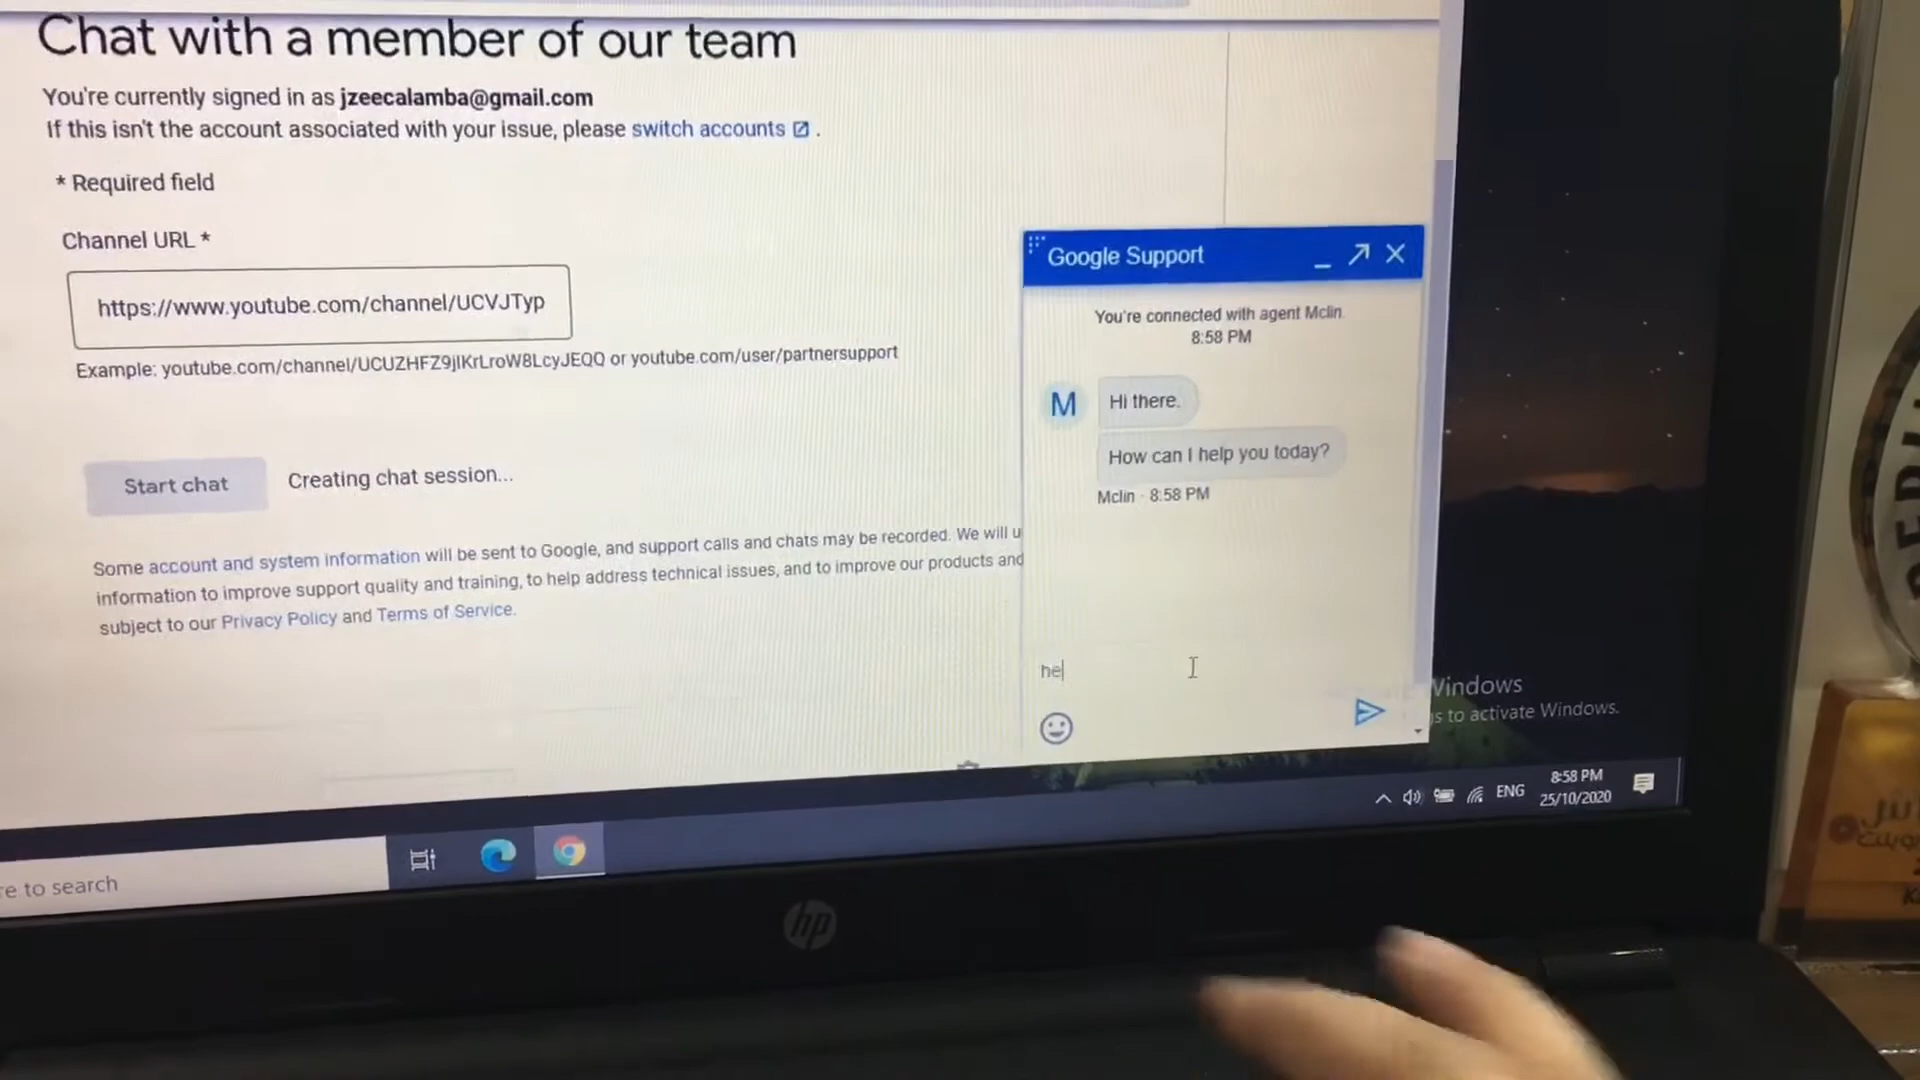 Chat with a member of our team
You're currently signed in as jzeecalamba@gmail.com
If this isn't the account associated with your issue, please switch accounts .
* Required field
Channel URL *
https://www.youtube.com/channel/UCVJTyp
Example: youtube.com/channel/UCUZHFZ9jIKrLroW8LcyJEQQ or youtube.com/user/partnersupport
Start chat
Creating chat session...
Some account and system information will be sent to Google, and support calls and chats may be recorded. We will u
information to improve support quality and training, to help address technical issues, and to improve our products and
subject to our Privacy Policy and Terms of Service.
Google Support
You're connected with agent Mclin.
8:58 PM
M
Hi there.
How can I help you today?
Mclin · 8:58 PM
he
Windows
s to activate Windows.
ENG
8:58 PM
25/10/2020
re to search
hp